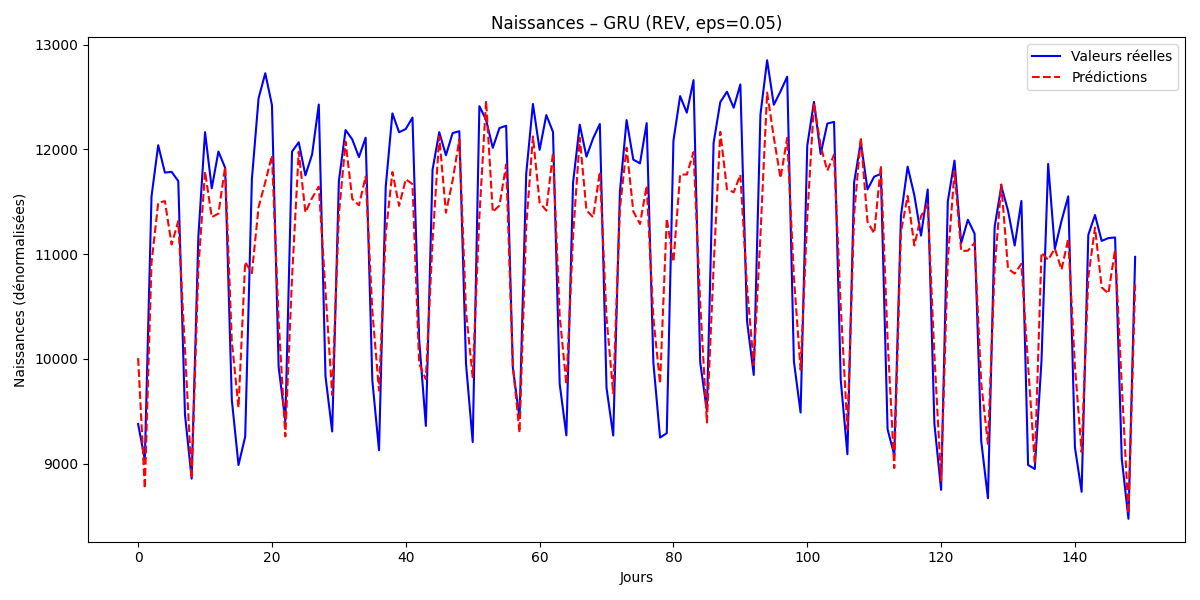 Naissances – GRU (REV, eps=0.05)
Valeurs réelles
Prédictions
Naissances (dénormalisées)
13000
12000
11000
10000
9000
0 20 40 60 80 100 120 140
Jours